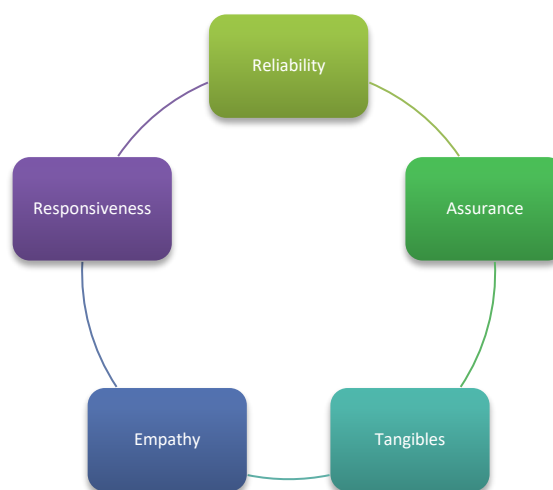 Reliability
Assurance
Tangibles
Empathy
Responsiveness